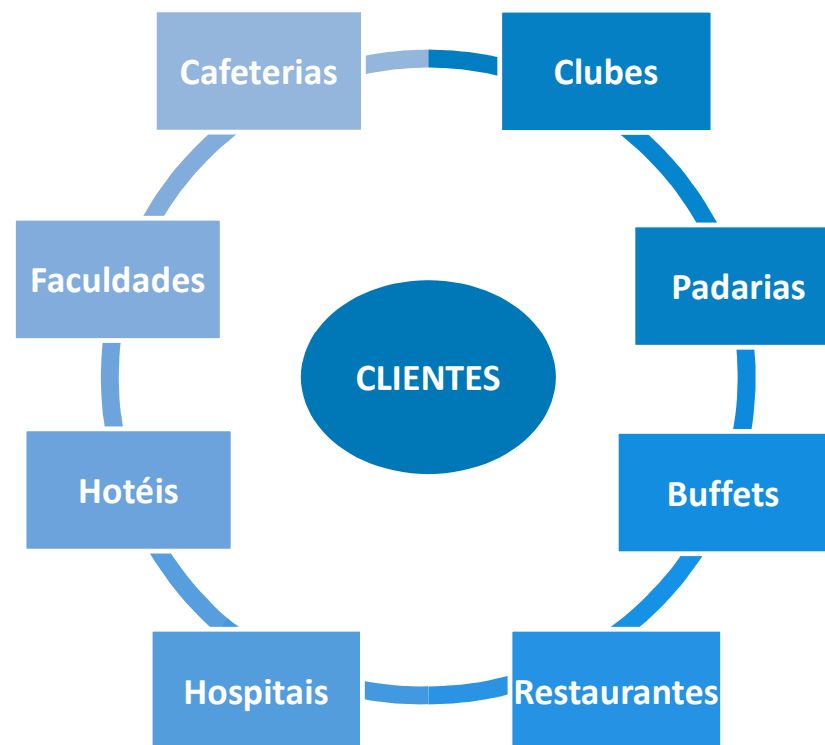 Cafeterias
Clubes
Faculdades
Padarias
CLIENTES
Hotéis
Buffets
Hospitais
Restaurantes